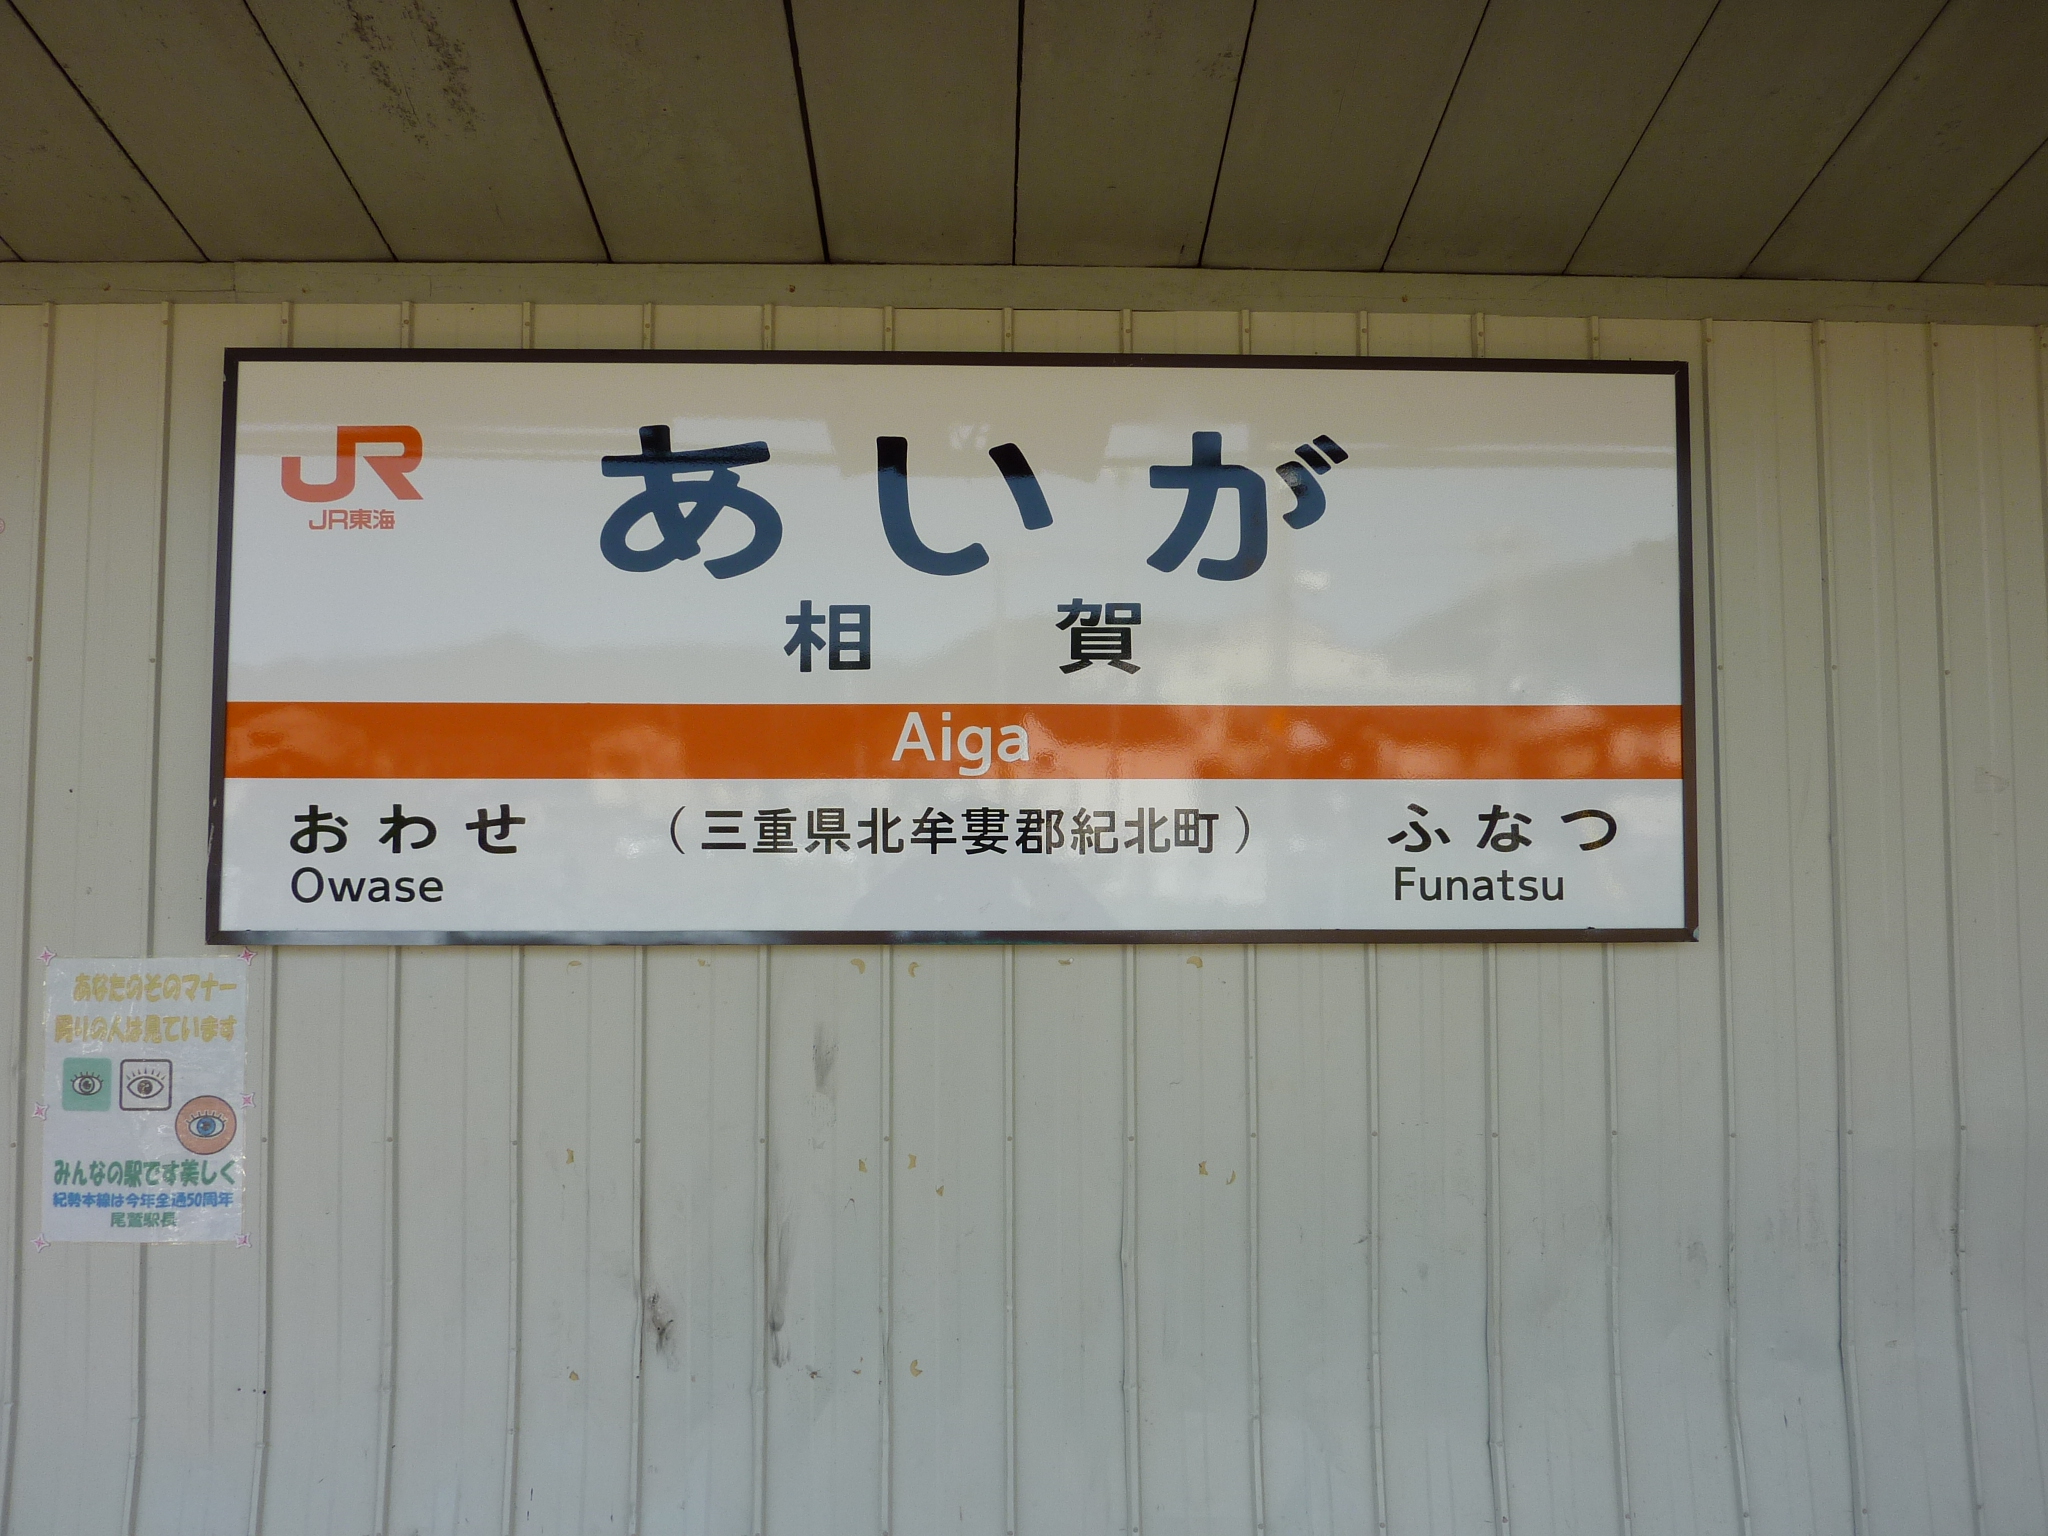 JR
JR東海
あいが
相賀
Aiga
おわせ
Owase
(三重県北牟婁郡紀北町)
ふなつ
Funatsu
あなたのそのマナー
隣りの人は見ています
みんなの駅です美しく
紀勢本線は今年全通50周年
尾鷲駅長